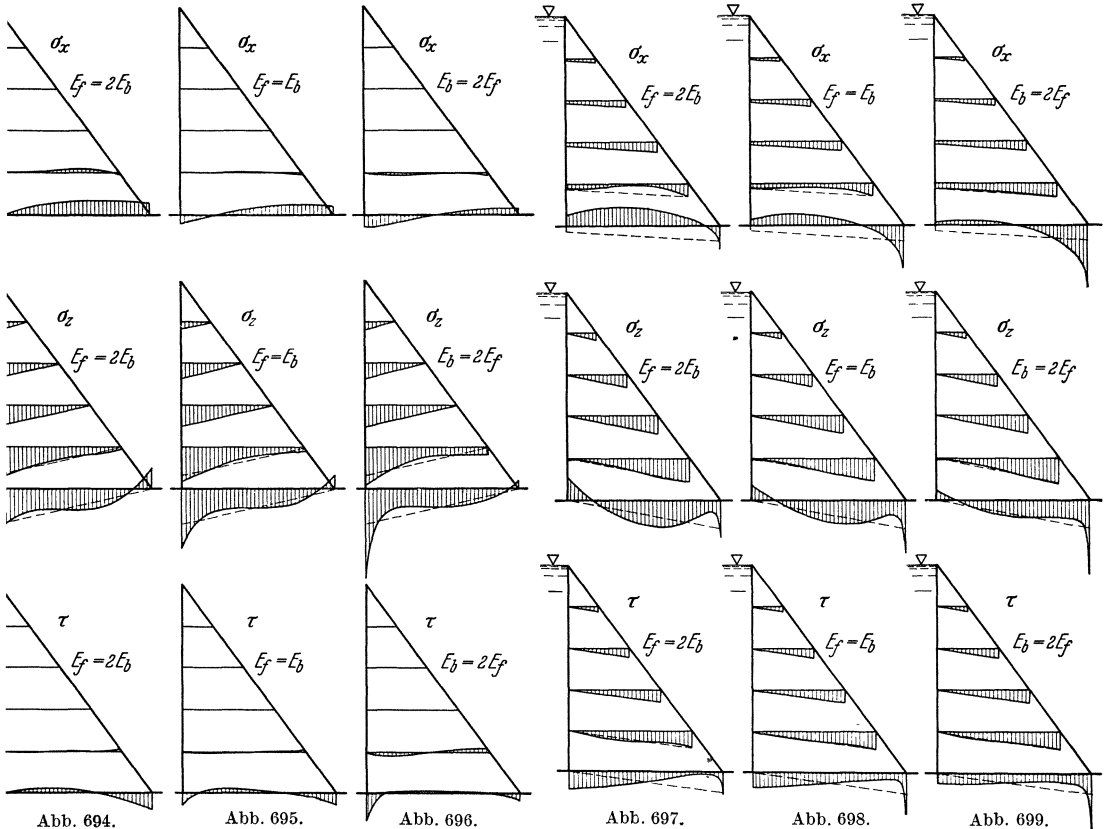 σx σx σx σx σx σx
Ef = 2Eb Ef = Eb Eb = 2Ef Ef = 2Eb Ef = Eb Eb = 2Ef
σz σz σz σz σz σz
Ef = 2Eb Ef = Eb Eb = 2Ef Ef = 2Eb Ef = Eb Eb = 2Ef
τ τ τ τ τ τ
Ef = 2Eb Ef = Eb Eb = 2Ef Ef = 2Eb Ef = Eb Eb = 2Ef
Abb. 694. Abb. 695. Abb. 696. Abb. 697. Abb. 698. Abb. 699.